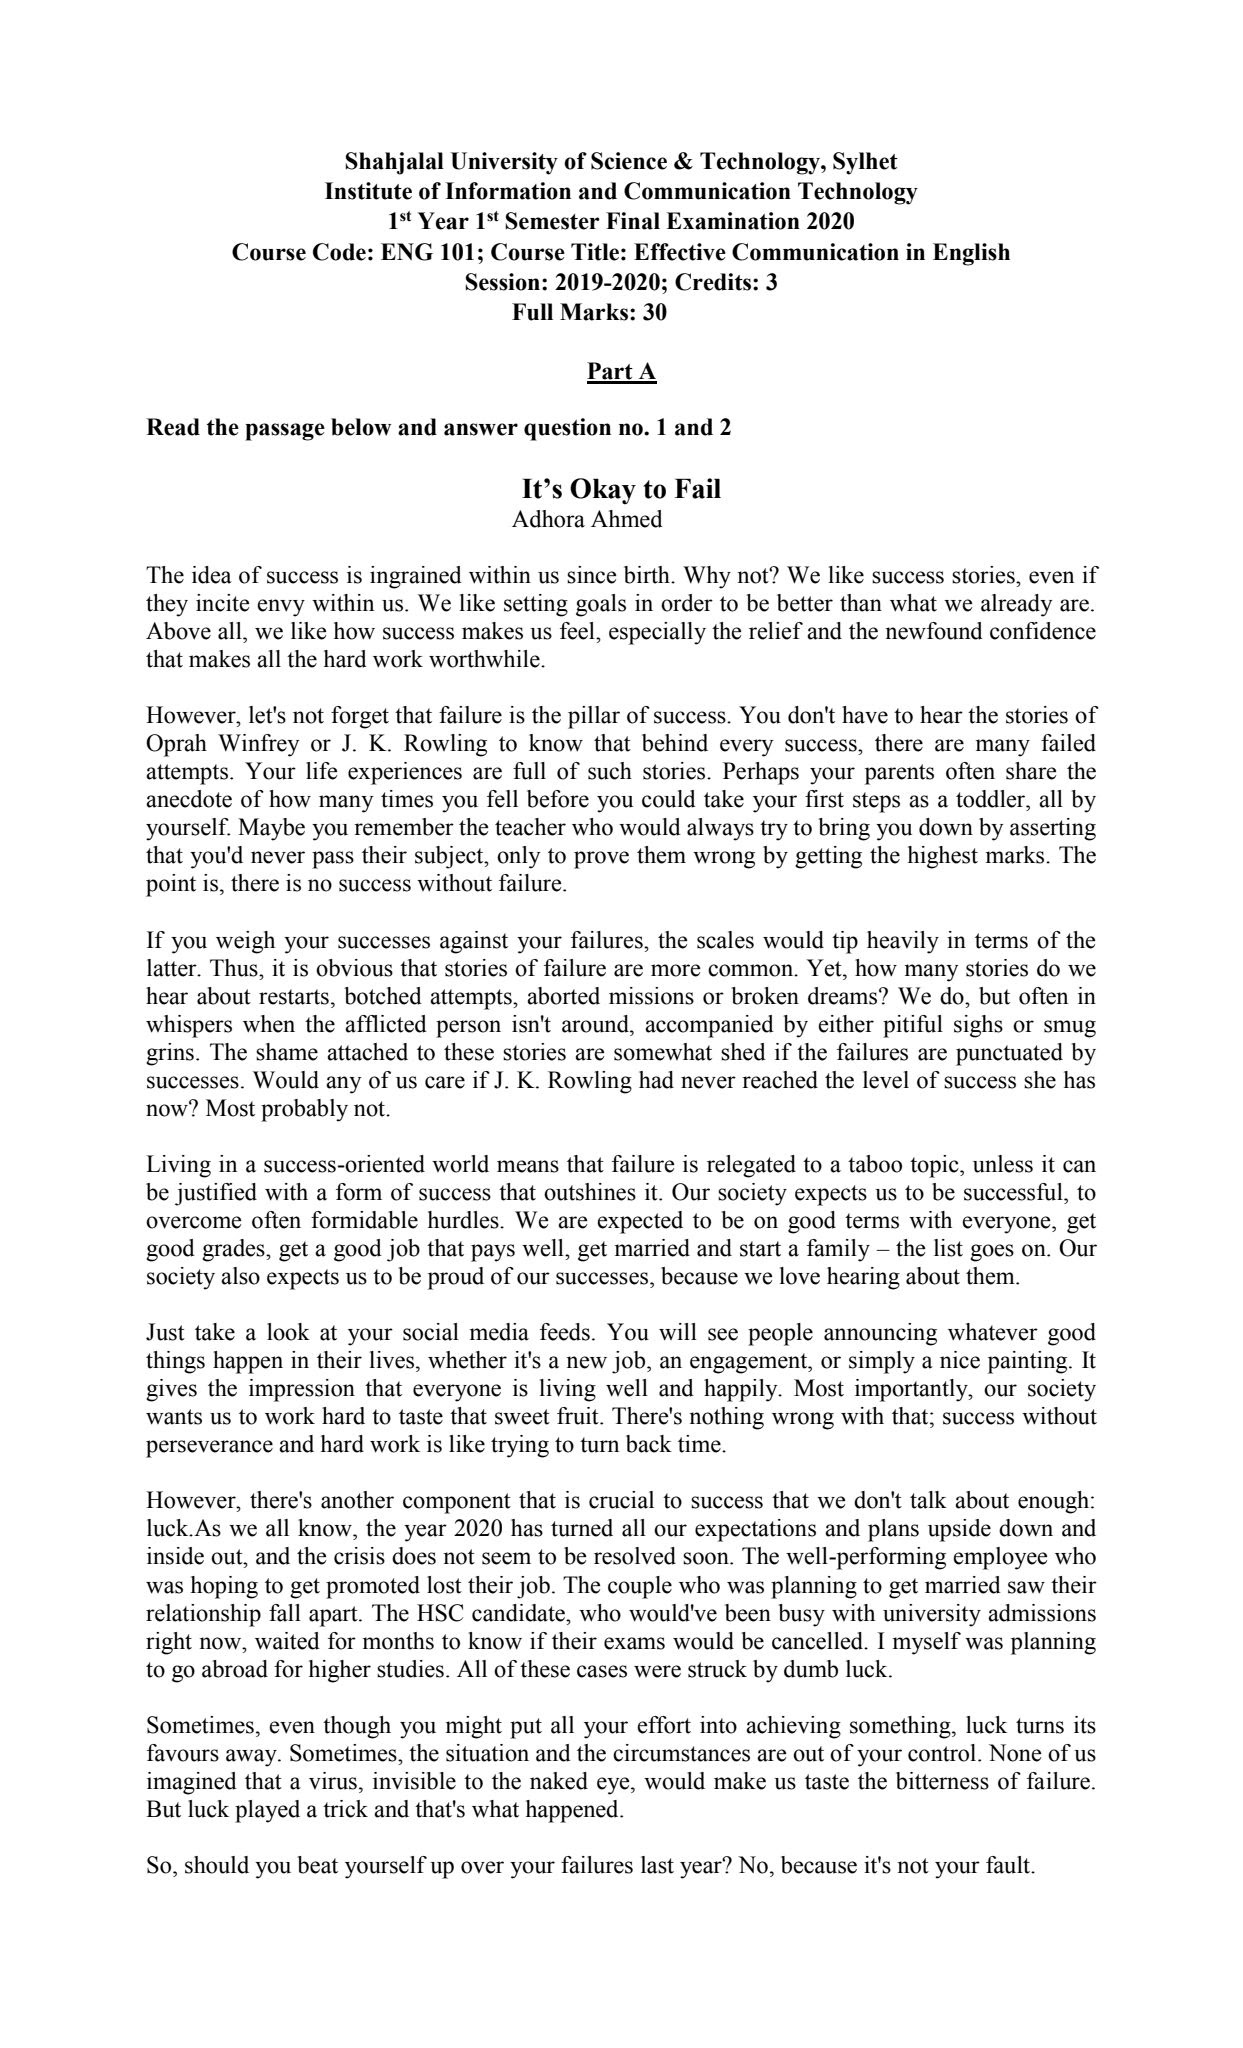 Shahjalal University of Science & Technology, Sylhet
Institute of Information and Communication Technology
1st Year 1st Semester Final Examination 2020
Course Code: ENG 101; Course Title: Effective Communication in English
Session: 2019-2020; Credits: 3
Full Marks: 30
Part A
Read the passage below and answer question no. 1 and 2
It’s Okay to Fail
Adhora Ahmed
The idea of success is ingrained within us since birth. Why not? We like success stories, even if
they incite envy within us. We like setting goals in order to be better than what we already are.
Above all, we like how success makes us feel, especially the relief and the newfound confidence
that makes all the hard work worthwhile.
However, let's not forget that failure is the pillar of success. You don't have to hear the stories of
Oprah Winfrey or J. K. Rowling to know that behind every success, there are many failed
attempts. Your life experiences are full of such stories. Perhaps your parents often share the
anecdote of how many times you fell before you could take your first steps as a toddler, all by
yourself. Maybe you remember the teacher who would always try to bring you down by asserting
that you'd never pass their subject, only to prove them wrong by getting the highest marks. The
point is, there is no success without failure.
If you weigh your successes against your failures, the scales would tip heavily in terms of the
latter. Thus, it is obvious that stories of failure are more common. Yet, how many stories do we
hear about restarts, botched attempts, aborted missions or broken dreams? We do, but often in
whispers when the afflicted person isn't around, accompanied by either pitiful sighs or smug
grins. The shame attached to these stories are somewhat shed if the failures are punctuated by
successes. Would any of us care if J. K. Rowling had never reached the level of success she has
now? Most probably not.
Living in a success-oriented world means that failure is relegated to a taboo topic, unless it can
be justified with a form of success that outshines it. Our society expects us to be successful, to
overcome often formidable hurdles. We are expected to be on good terms with everyone, get
good grades, get a good job that pays well, get married and start a family – the list goes on. Our
society also expects us to be proud of our successes, because we love hearing about them.
Just take a look at your social media feeds. You will see people announcing whatever good
things happen in their lives, whether it's a new job, an engagement, or simply a nice painting. It
gives the impression that everyone is living well and happily. Most importantly, our society
wants us to work hard to taste that sweet fruit. There's nothing wrong with that; success without
perseverance and hard work is like trying to turn back time.
However, there's another component that is crucial to success that we don't talk about enough:
luck.As we all know, the year 2020 has turned all our expectations and plans upside down and
inside out, and the crisis does not seem to be resolved soon. The well-performing employee who
was hoping to get promoted lost their job. The couple who was planning to get married saw their
relationship fall apart. The HSC candidate, who would've been busy with university admissions
right now, waited for months to know if their exams would be cancelled. I myself was planning
to go abroad for higher studies. All of these cases were struck by dumb luck.
Sometimes, even though you might put all your effort into achieving something, luck turns its
favours away. Sometimes, the situation and the circumstances are out of your control. None of us
imagined that a virus, invisible to the naked eye, would make us taste the bitterness of failure.
But luck played a trick and that's what happened.
So, should you beat yourself up over your failures last year? No, because it's not your fault.